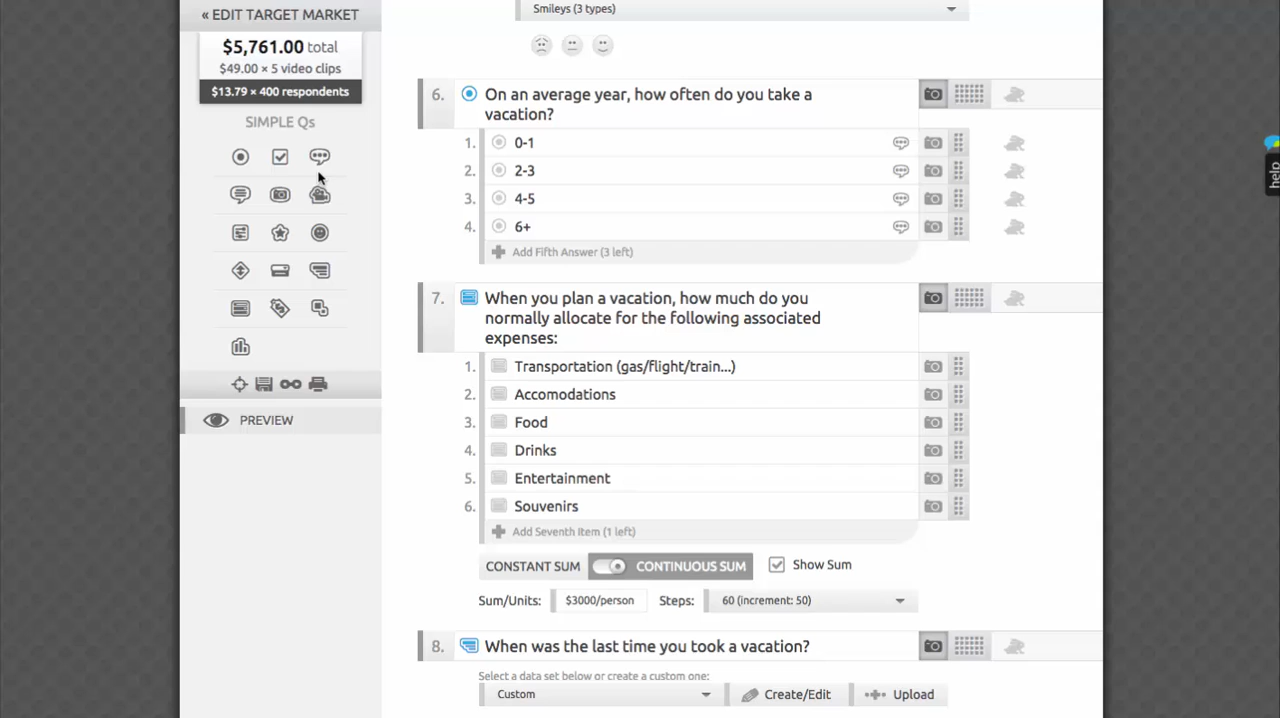 « EDIT TARGET MARKET
$5,761.00 total
$49.00 × 5 video clips
$13.79 × 400 respondents
SIMPLE Qs
PREVIEW
Smileys (3 types)
6. On an average year, how often do you take a
vacation?
1. 0-1
2. 2-3
3. 4-5
4. 6+
Add Fifth Answer (3 left)
7. When you plan a vacation, how much do you
normally allocate for the following associated
expenses:
1. Transportation (gas/flight/train...)
2. Accomodations
3. Food
4. Drinks
5. Entertainment
6. Souvenirs
Add Seventh Item (1 left)
CONSTANT SUM CONTINUOUS SUM Show Sum
Sum/Units: $3000/person Steps: 60 (increment: 50)
8. When was the last time you took a vacation?
Select a data set below or create a custom one:
Custom Create/Edit Upload
help